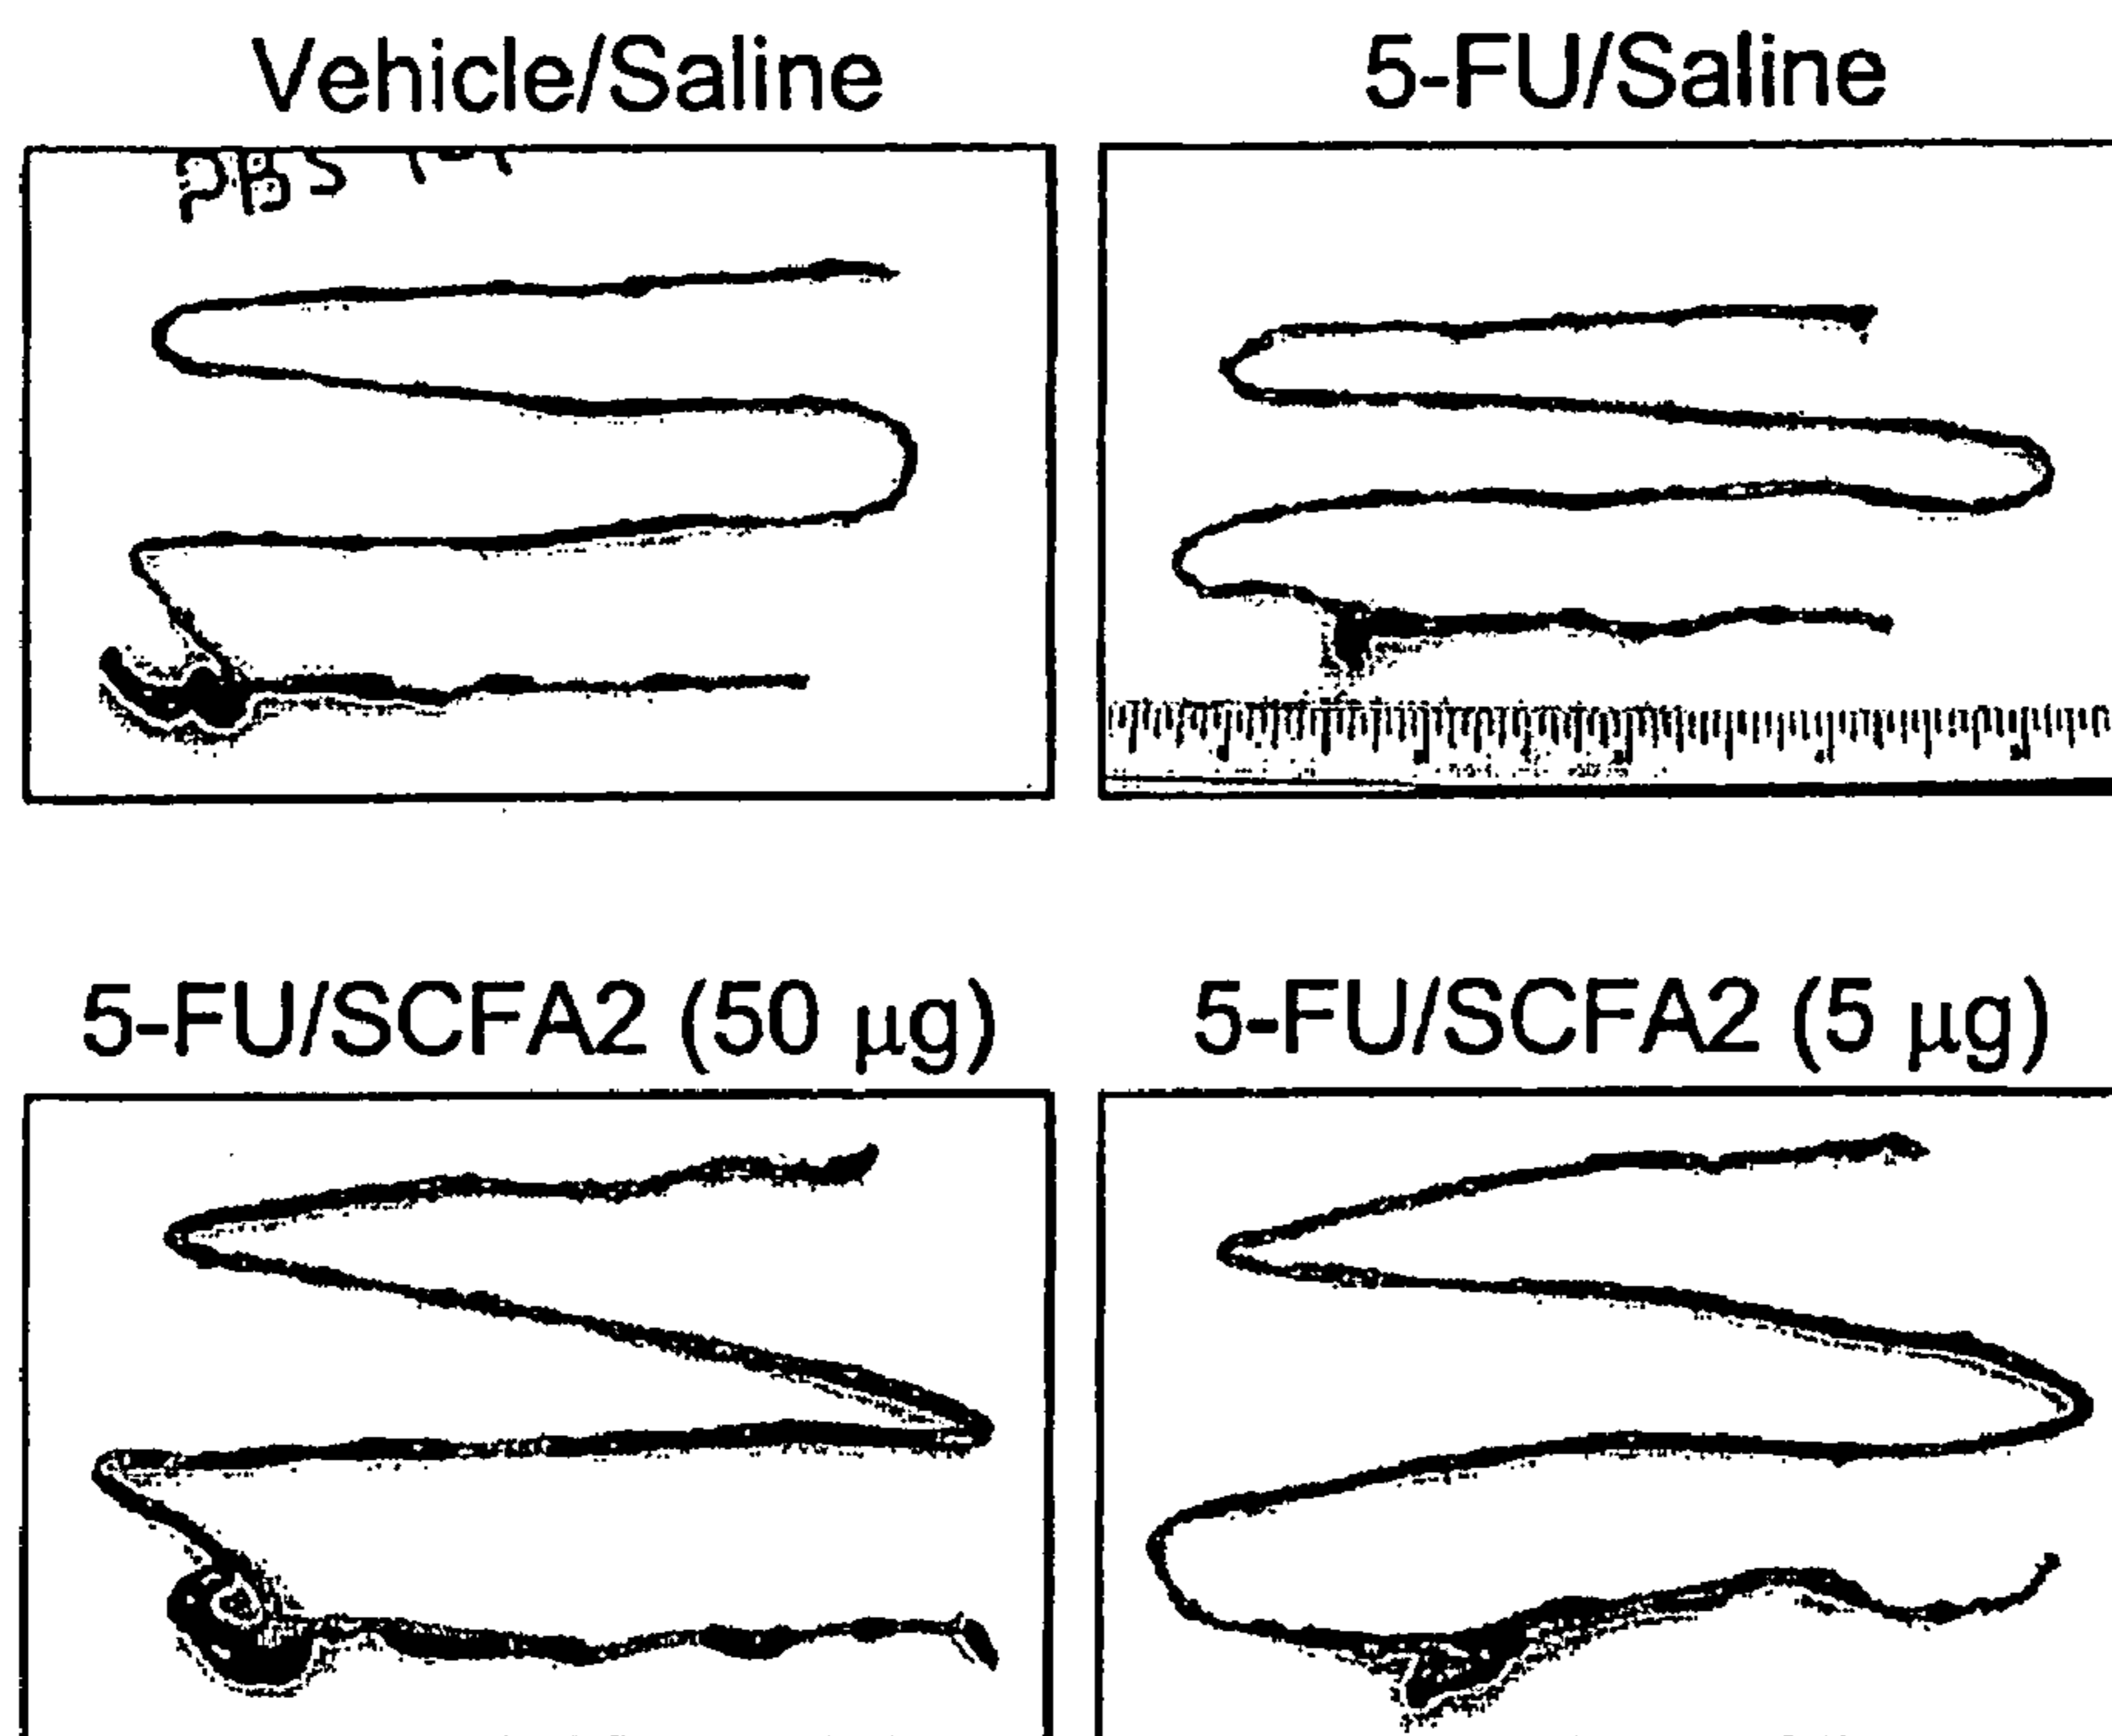 Vehicle/Saline
5-FU/Saline
PBS
5-FU/SCFA2 (50 µg)
5-FU/SCFA2 (5 µg)